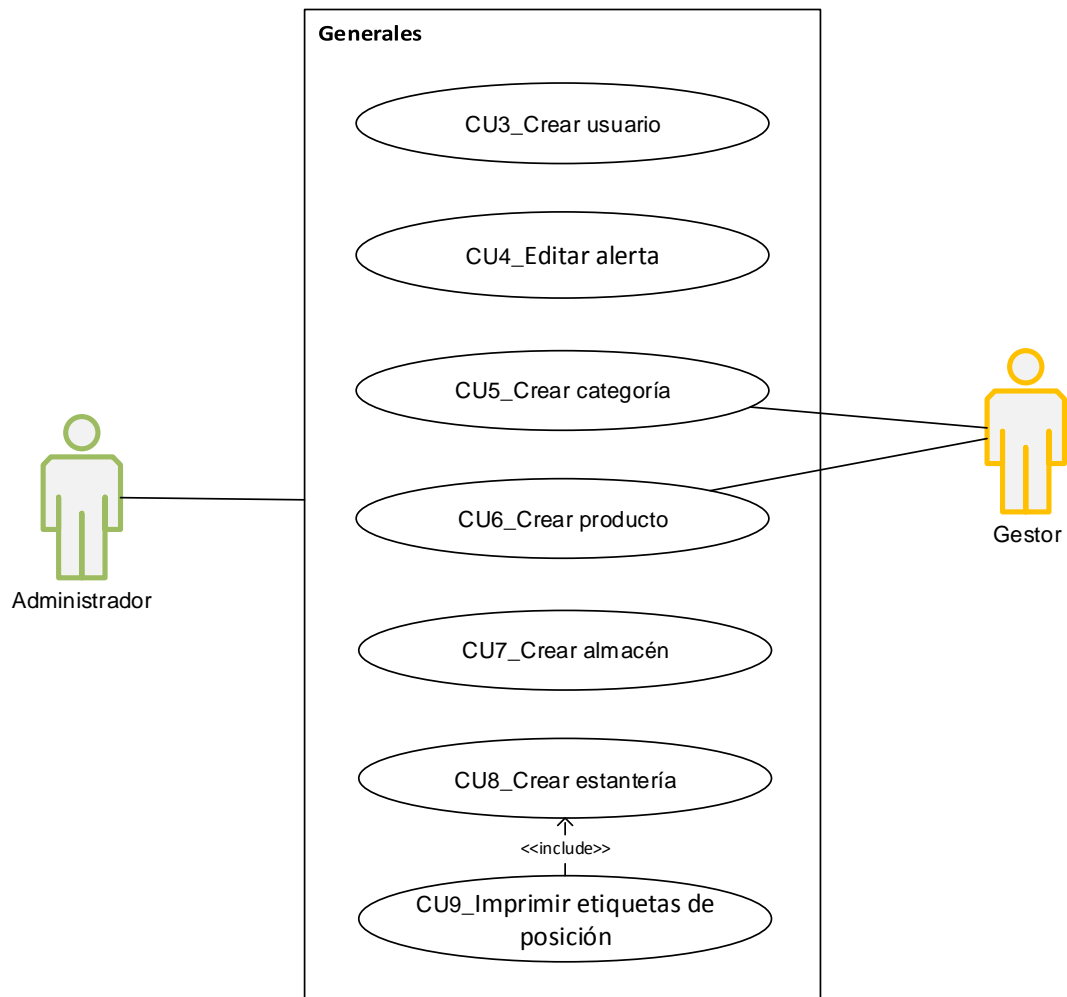 Generales
CU3_Crear usuario
CU4_Editar alerta
CU5_Crear categoría
CU6_Crear producto
Gestor
Administrador
CU7_Crear almacén
CU8_Crear estantería
<<include>>
CU9_Imprimir etiquetas de
posición